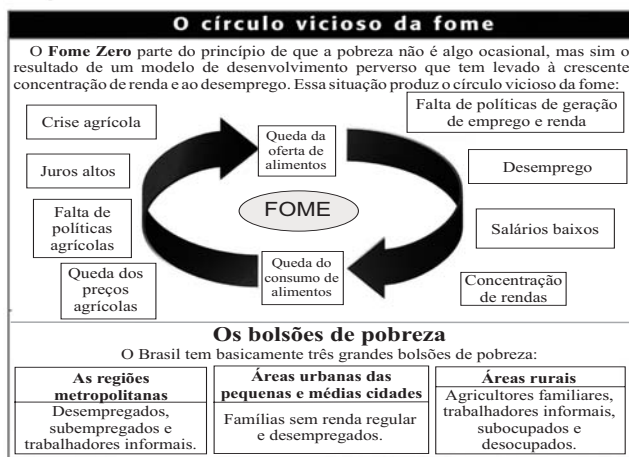 O círculo vicioso da fome
O Fome Zero parte do princípio de que a pobreza não é algo ocasional, mas sim o
resultado de um modelo de desenvolvimento perverso que tem levado à crescente
concentração de renda e ao desemprego. Essa situação produz o círculo vicioso da fome:
Crise agrícola
Juros altos
Falta de
políticas
agrícolas
Queda dos
preços
agrícolas
Queda da
oferta de
alimentos
FOME
Queda do
consumo de
alimentos
Falta de políticas de geração
de emprego e renda
Desemprego
Salários baixos
Concentração
de rendas
Os bolsões de pobreza
O Brasil tem basicamente três grandes bolsões de pobreza:
As regiões
metropolitanas
Desempregados,
subempregados e
trabalhadores informais.
Áreas urbanas das
pequenas e médias cidades
Famílias sem renda regular
e desempregados.
Áreas rurais
Agricultores familiares,
trabalhadores informais,
subocupados e
desocupados.